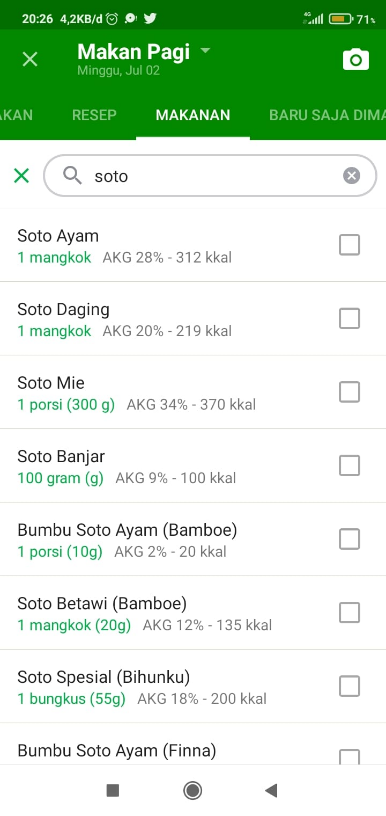 20:26 4,2KB/d
4G 71%
Makan Pagi
Minggu, Jul 02
AKAN RESEP MAKANAN BARU SAJA DIMA
soto
Soto Ayam
1 mangkok AKG 28% - 312 kkal
Soto Daging
1 mangkok AKG 20% - 219 kkal
Soto Mie
1 porsi (300 g) AKG 34% - 370 kkal
Soto Banjar
100 gram (g) AKG 9% - 100 kkal
Bumbu Soto Ayam (Bamboe)
1 porsi (10g) AKG 2% - 20 kkal
Soto Betawi (Bamboe)
1 mangkok (20g) AKG 12% - 135 kkal
Soto Spesial (Bihunku)
1 bungkus (55g) AKG 18% - 200 kkal
Bumbu Soto Ayam (Finna)